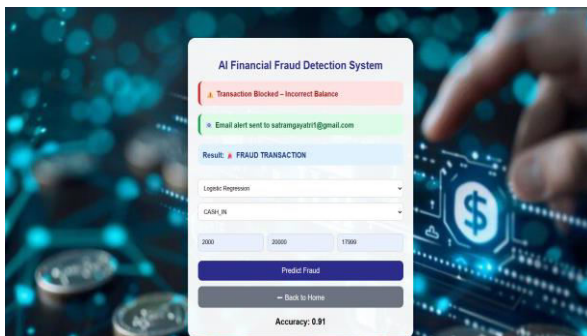 AI Financial Fraud Detection System
⚠ Transaction Blocked – Incorrect Balance
Email alert sent to satramgayatri1@gmail.com
Result: 🚨 FRAUD TRANSACTION
Logistic Regression
CASH_IN
2000 20000 17999
Predict Fraud
← Back to Home
Accuracy: 0.91